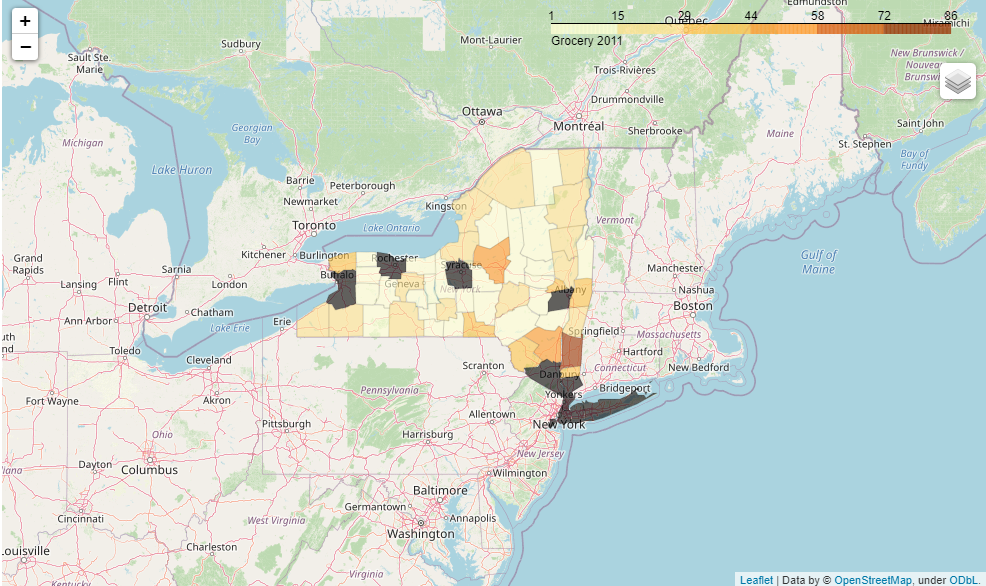 +
−
1 15 29 44 58 72 86
Grocery 2011
Edmundston
Québec
Miramichi
Sudbury
Mont-Laurier
Sault Ste.
Marie
New Brunswick /
Nouveau-
Trois-Rivières
Drummondville
Ottawa
Montréal
Sherbrooke
Saint John
St. Stephen
Maine
Michigan
Georgian
Bay
Bay of
Fundy
Lake Huron
Barrie
Peterborough
Newmarket
Kingston
Toronto
Lake Ontario
Vermont
Kitchener
Burlington
Rochester
Syracuse
Gulf of
Maine
Grand
Rapids
Sarnia
Buffalo
Geneva
New York
Albany
Manchester
Lansing
Flint
London
Nashua
Detroit
Chatham
Boston
Ann Arbor
Erie
Lake Erie
Springfield
Massachusetts
Toledo
Hartford
Cleveland
Scranton
Danbury
Connecticut
New Bedford
Fort Wayne
Akron
Pennsylvania
Yonkers
Bridgeport
Pittsburgh
Allentown
New York
Ohio
Harrisburg
New Jersey
Dayton
Columbus
Wilmington
Baltimore
Germantown
Annapolis
Cincinnati
West Virginia
Washington
Charleston
Louisville
Virginia
Kentucky
Leaflet | Data by © OpenStreetMap, under ODbL.